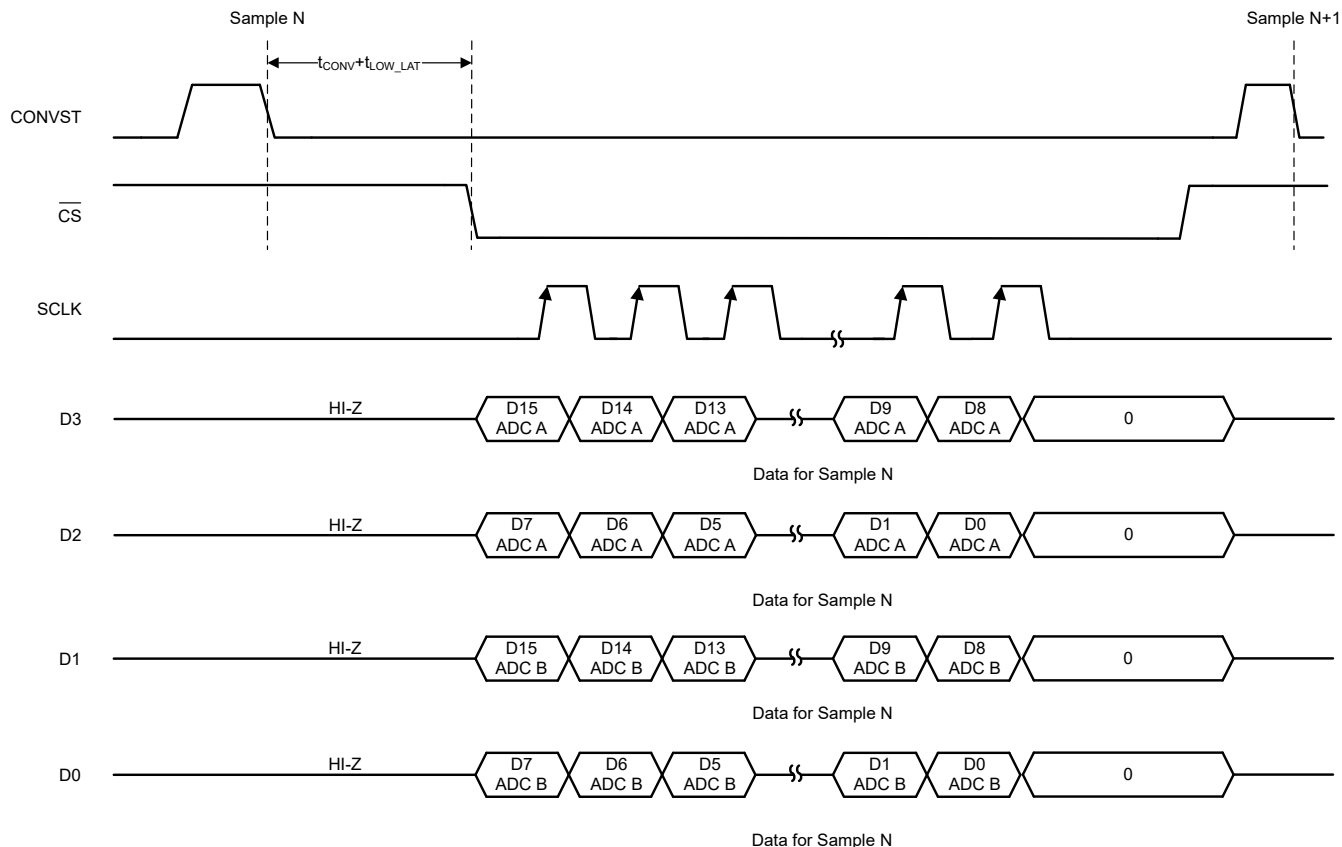 Sample N
Sample N+1
tCONV+tLOW_LAT
CONVST
CS
SCLK
D3
HI-Z
D15
ADC A
D14
ADC A
D13
ADC A
D9
ADC A
D8
ADC A
0
Data for Sample N
D2
HI-Z
D7
ADC A
D6
ADC A
D5
ADC A
D1
ADC A
D0
ADC A
0
Data for Sample N
D1
HI-Z
D15
ADC B
D14
ADC B
D13
ADC B
D9
ADC B
D8
ADC B
0
Data for Sample N
D0
HI-Z
D7
ADC B
D6
ADC B
D5
ADC B
D1
ADC B
D0
ADC B
0
Data for Sample N